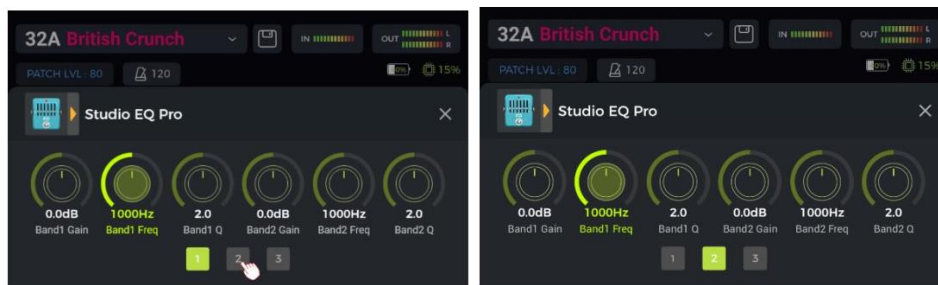 32A British Crunch IN OUT L R
PATCH LVL : 80 120 0% 15%
Studio EQ Pro
0.0dB 1000Hz 2.0 0.0dB 1000Hz 2.0
Band1 Gain Band1 Freq Band1 Q Band2 Gain Band2 Freq Band2 Q
1 2 3
32A British Crunch IN OUT L R
PATCH LVL : 80 120 0% 15%
Studio EQ Pro
0.0dB 1000Hz 2.0 0.0dB 1000Hz 2.0
Band1 Gain Band1 Freq Band1 Q Band2 Gain Band2 Freq Band2 Q
1 2 3